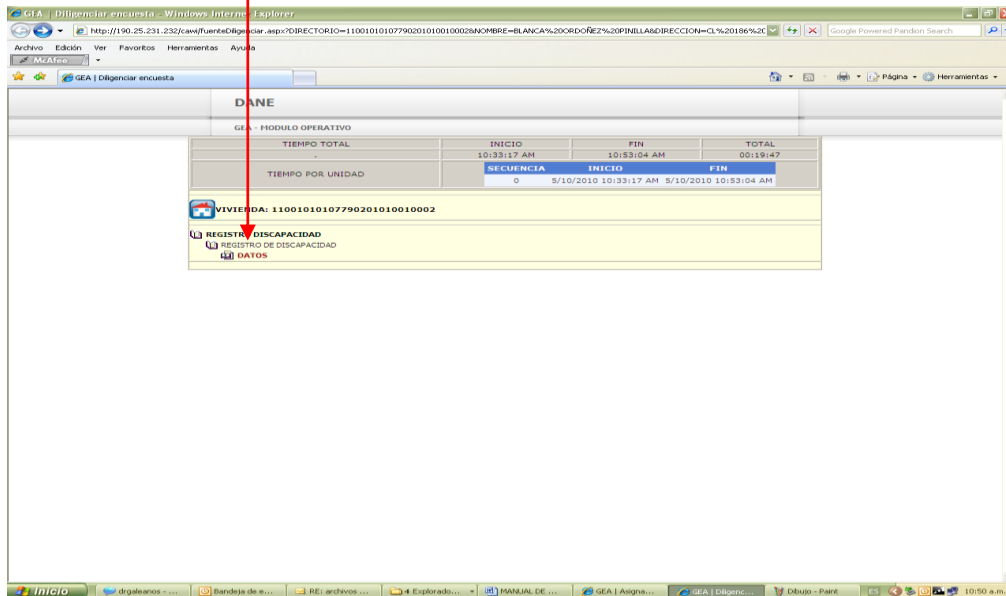 GEA | Diligenciar encuesta - Windows Internet Explorer
http://190.25.231.232/cawi/fuenteDiligenciar.aspx?DIRECTORIO=11001010107790201010010002&NOMBRE=BLANCA%20ORDOÑEZ%20PINILLA&DIRECCION=CL%20186%2C
Google Powered Pandion Search
Archivo Edición Ver Favoritos Herramientas Ayuda
McAfee
GEA | Diligenciar encuesta
Página Herramientas
DANE
GEA - MODULO OPERATIVO
TIEMPO TOTAL INICIO FIN TOTAL
. 10:33:17 AM 10:53:04 AM 00:19:47
TIEMPO POR UNIDAD SECUENCIA INICIO FIN
0 5/10/2010 10:33:17 AM 5/10/2010 10:53:04 AM
VIVIENDA: 11001010107790201010010002
REGISTRO DISCAPACIDAD
REGISTRO DE DISCAPACIDAD
DATOS
Inicio drgaleanos - ... Bandeja de e... RE: archivos ... 4 Explorado... MANUAL DE ... GEA | Asigna... GEA | Diligenc... Dibujo - Paint ES 10:50 a.m.